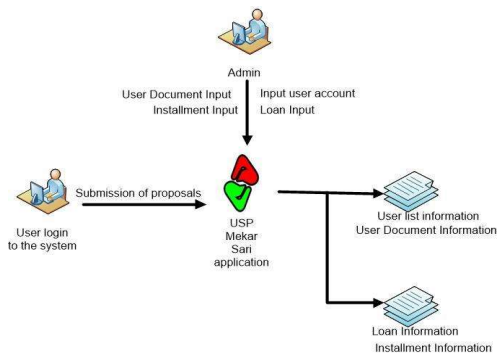 Admin
User Document Input
Input user account
Installment Input
Loan Input
Submission of proposals
User login
to the system
USP
Mekar
Sari
application
User list information
User Document Information
Loan Information
Installment Information